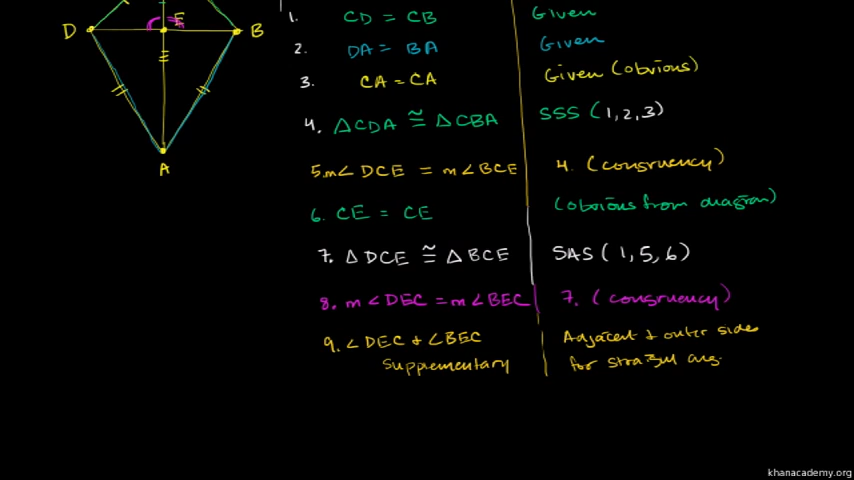 E
D
B
A
1. CD = CB Given
2. DA = BA Given
3. CA = CA Given (obvious)
4. △CDA ≅ △CBA SSS (1,2,3)
5. m∠DCE = m∠BCE 4. (congruency)
6. CE = CE (obvious from diagram)
7. △DCE ≅ △BCE SAS (1,5,6)
8. m∠DEC = m∠BEC 7. (congruency)
9. ∠DEC + ∠BEC Adjacent + outer sides
supplementary for straight ang.
khanacademy.org